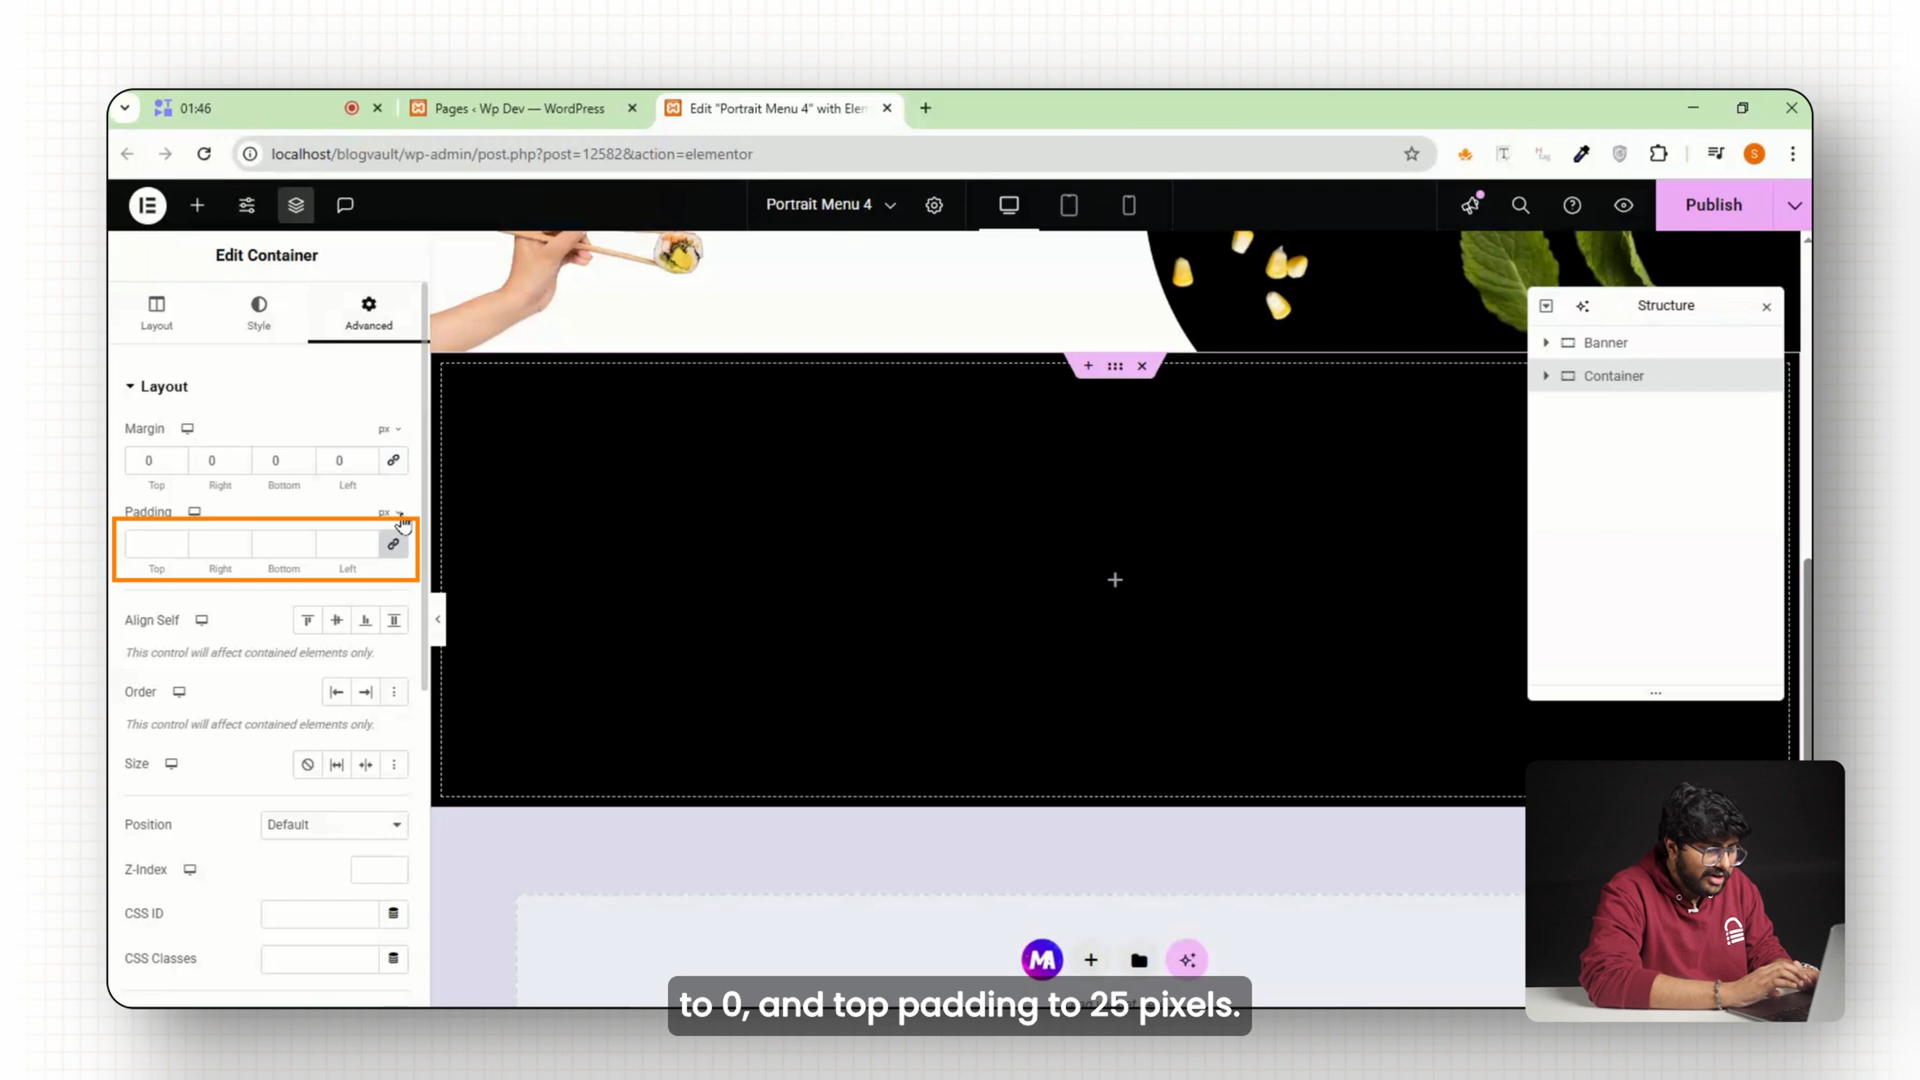 01:46
Pages ‹ Wp Dev — WordPress
Edit "Portrait Menu 4" with Elen
localhost/blogvault/wp-admin/post.php?post=12582&action=elementor
S
Portrait Menu 4
Publish
Edit Container
Layout
Style
Advanced
Layout
Margin
px
0 0 0 0
Top Right Bottom Left
Padding
px
Top Right Bottom Left
Align Self
This control will affect contained elements only.
Order
This control will affect contained elements only.
Size
Position
Default
Z-Index
CSS ID
CSS Classes
Structure
Banner
Container
to 0, and top padding to 25 pixels.